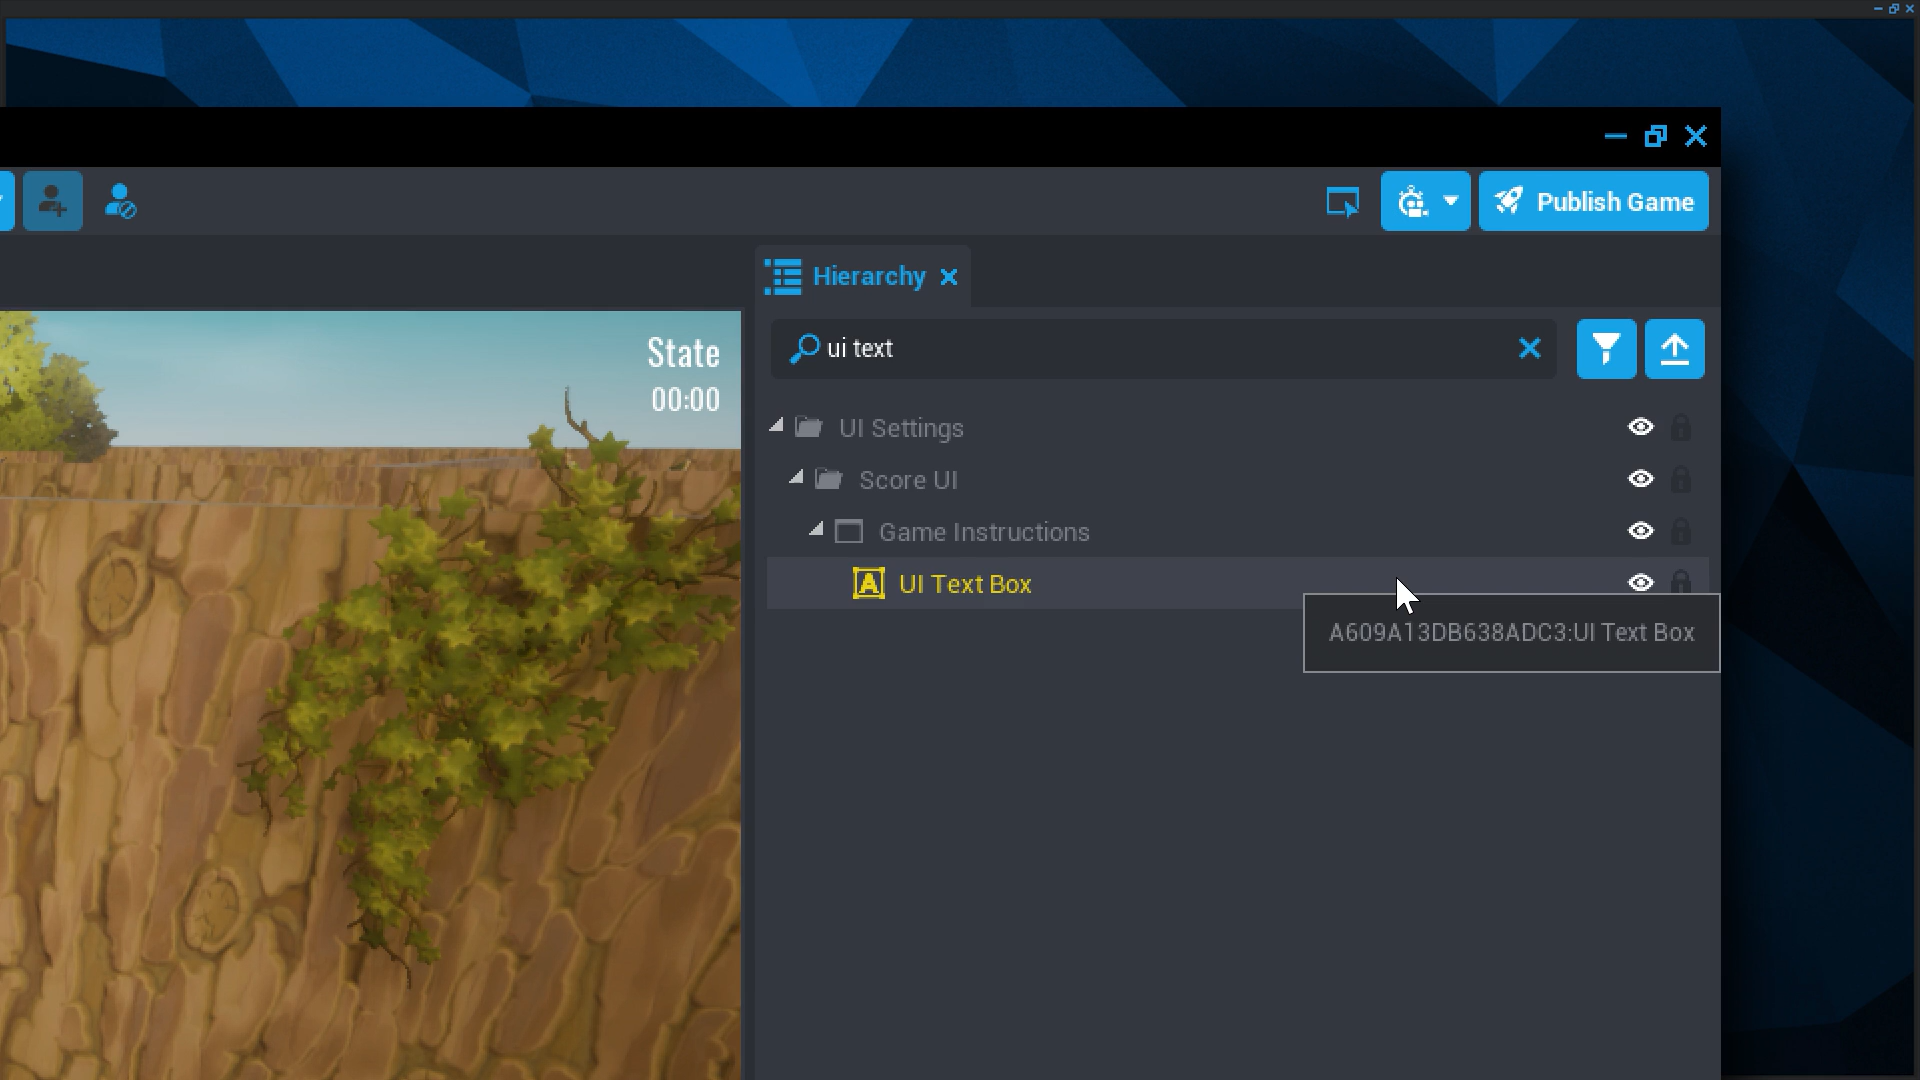 Publish Game
Hierarchy
State
00:00
ui text
UI Settings
Score UI
Game Instructions
UI Text Box
A609A13DB638ADC3:UI Text Box